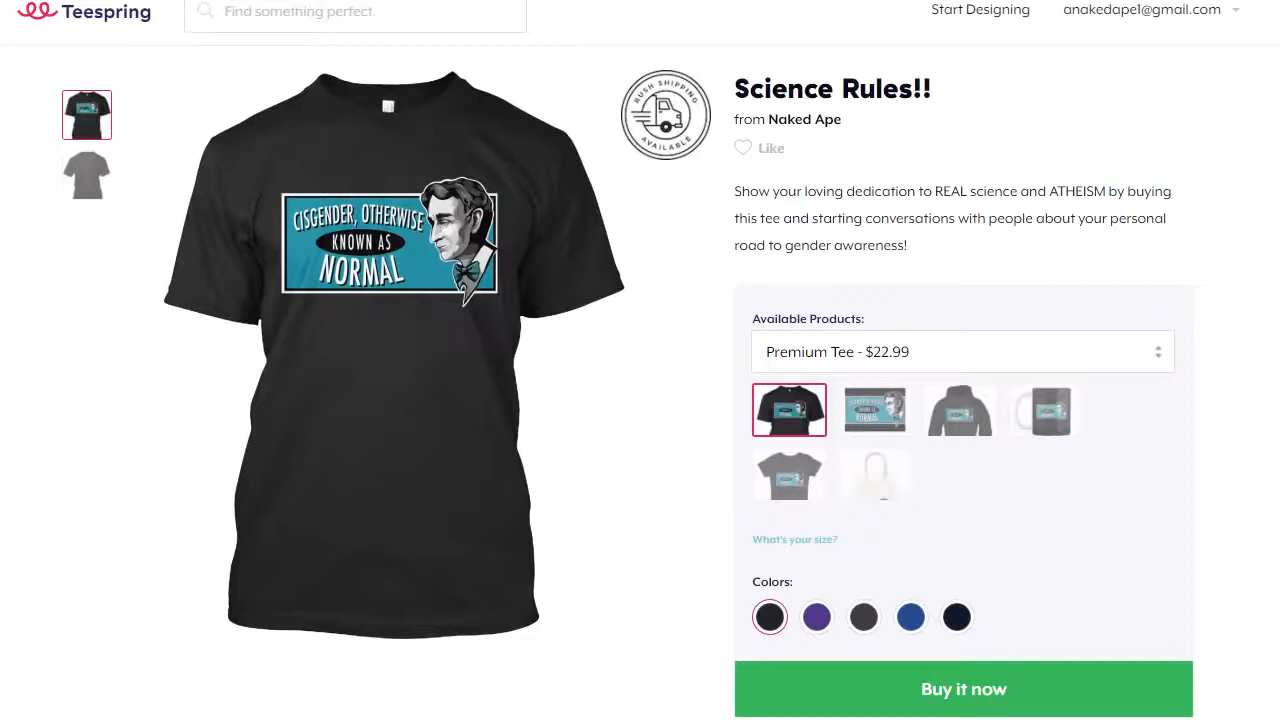 Teespring
Find something perfect.
Start Designing
anakedape1@gmail.com
CISGENDER, OTHERWISE
KNOWN AS
NORMAL
RUSH SHIPPING
AVAILABLE
Science Rules!!
from Naked Ape
Like
Show your loving dedication to REAL science and ATHEISM by buying
this tee and starting conversations with people about your personal
road to gender awareness!
Available Products:
Premium Tee - $22.99
What's your size?
Colors:
Buy it now